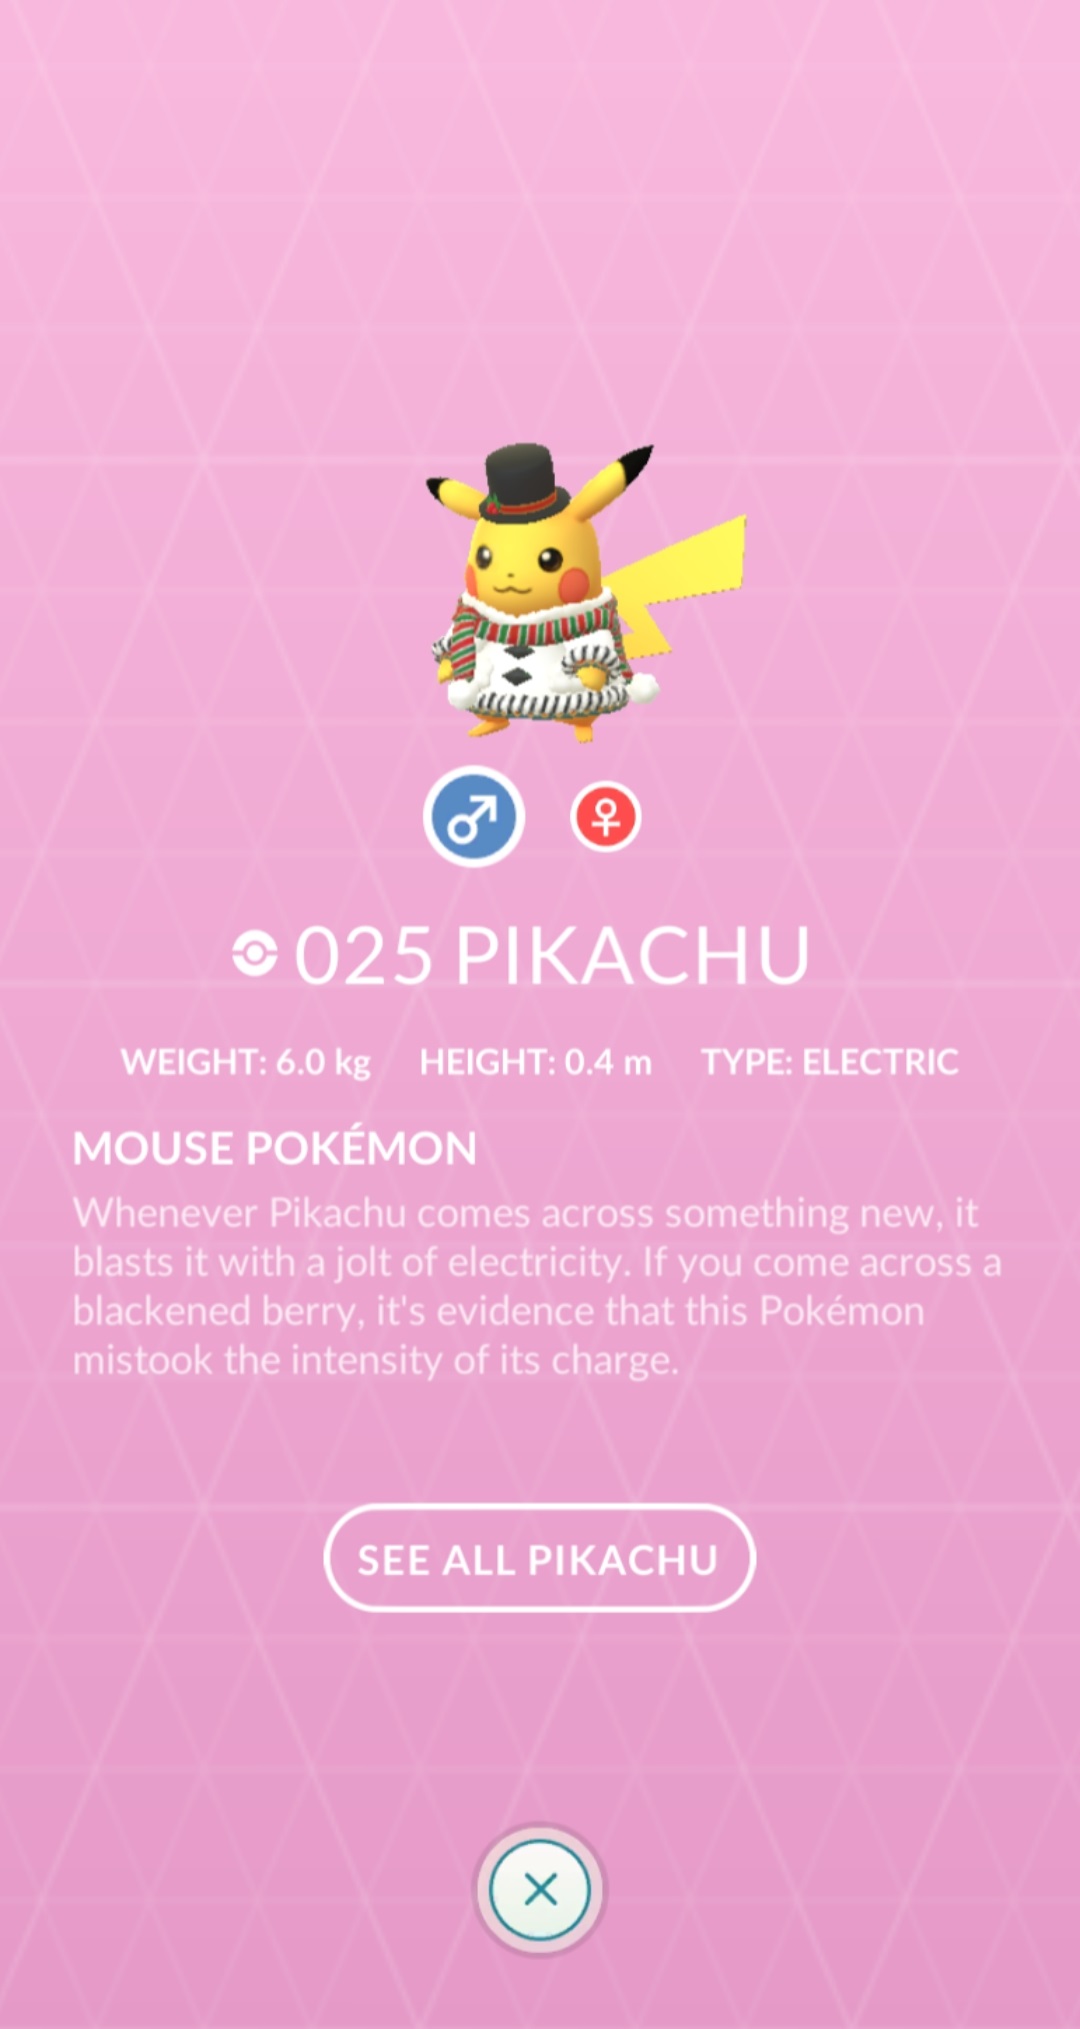 025 PIKACHU
WEIGHT: 6.0 kg HEIGHT: 0.4 m TYPE: ELECTRIC
MOUSE POKÉMON
Whenever Pikachu comes across something new, it
blasts it with a jolt of electricity. If you come across a
blackened berry, it's evidence that this Pokémon
mistook the intensity of its charge.
SEE ALL PIKACHU